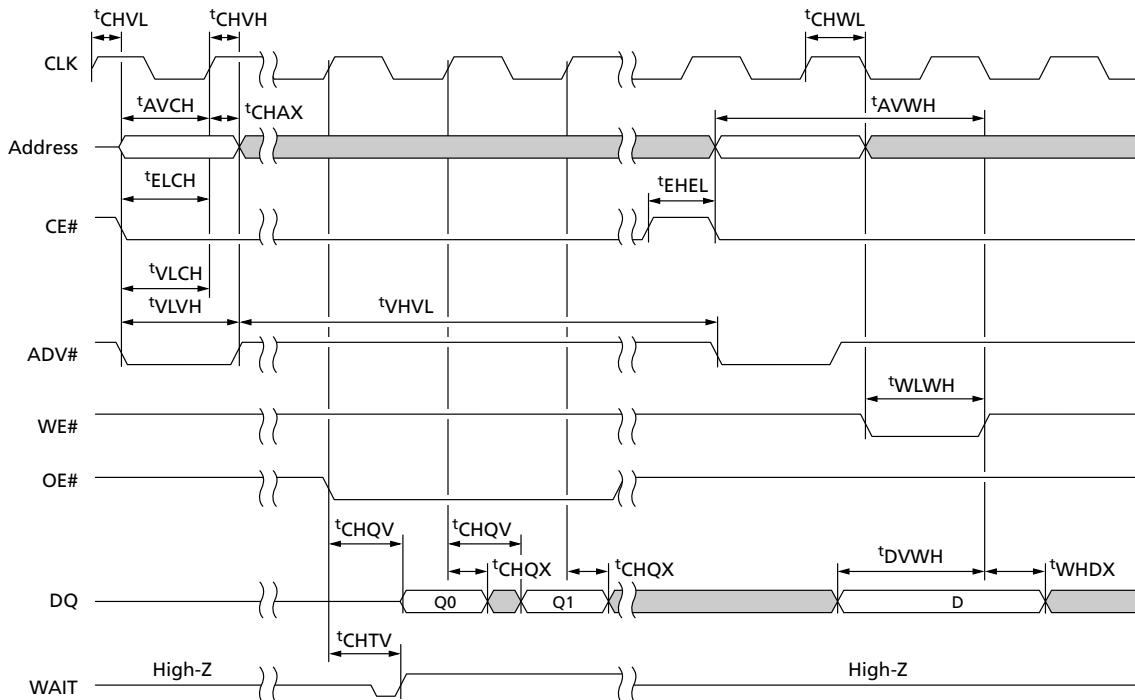 tCHVL tCHVH tCHWL
CLK
tAVCH tCHAX tAVWH
Address
tELCH tEHEL
CE#
tVLCH
tVLVH tVHVL
ADV#
tWLWH
WE#
OE#
tCHQV tCHQV
tCHQX tCHQX tDVWH tWHDX
DQ Q0 Q1 D
tCHTV
High-Z High-Z
WAIT